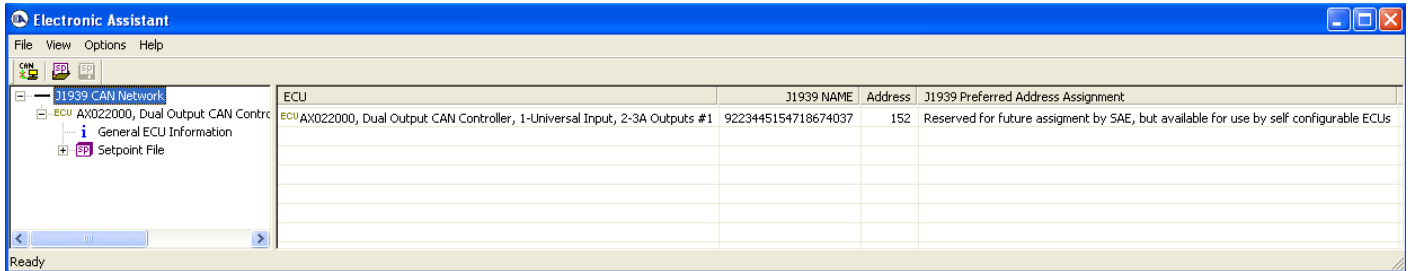 Electronic Assistant
File View Options Help
CAN SP SP
J1939 CAN Network
ECU AX022000, Dual Output CAN Contrc
i General ECU Information
SP Setpoint File
ECU J1939 NAME Address J1939 Preferred Address Assignment
ECU AX022000, Dual Output CAN Controller, 1-Universal Input, 2-3A Outputs #1 9223445154718674037 152 Reserved for future assigment by SAE, but available for use by self configurable ECUs
Ready